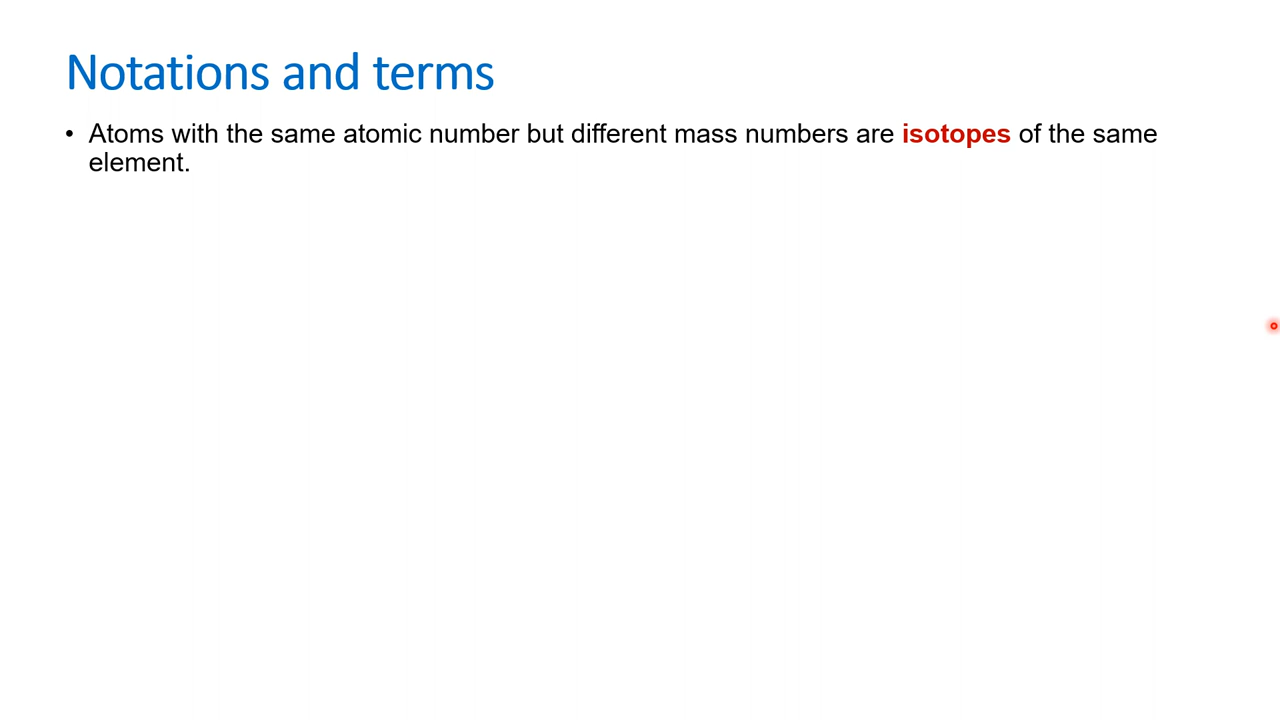 Notations and terms
• Atoms with the same atomic number but different mass numbers are isotopes of the same
element.